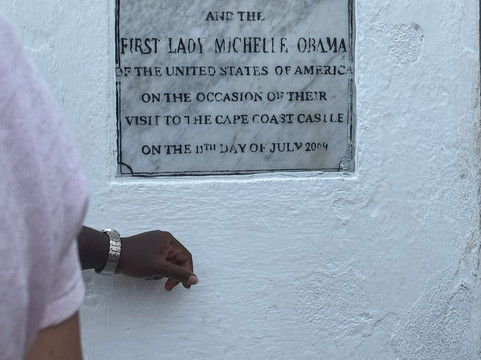 AND THE
FIRST LADY MICHELLE OBAMA
OF THE UNITED STATES OF AMERICA
ON THE OCCASION OF THEIR
VISIT TO THE CAPE COAST CASTLE
ON THE 11TH DAY OF JULY 2009